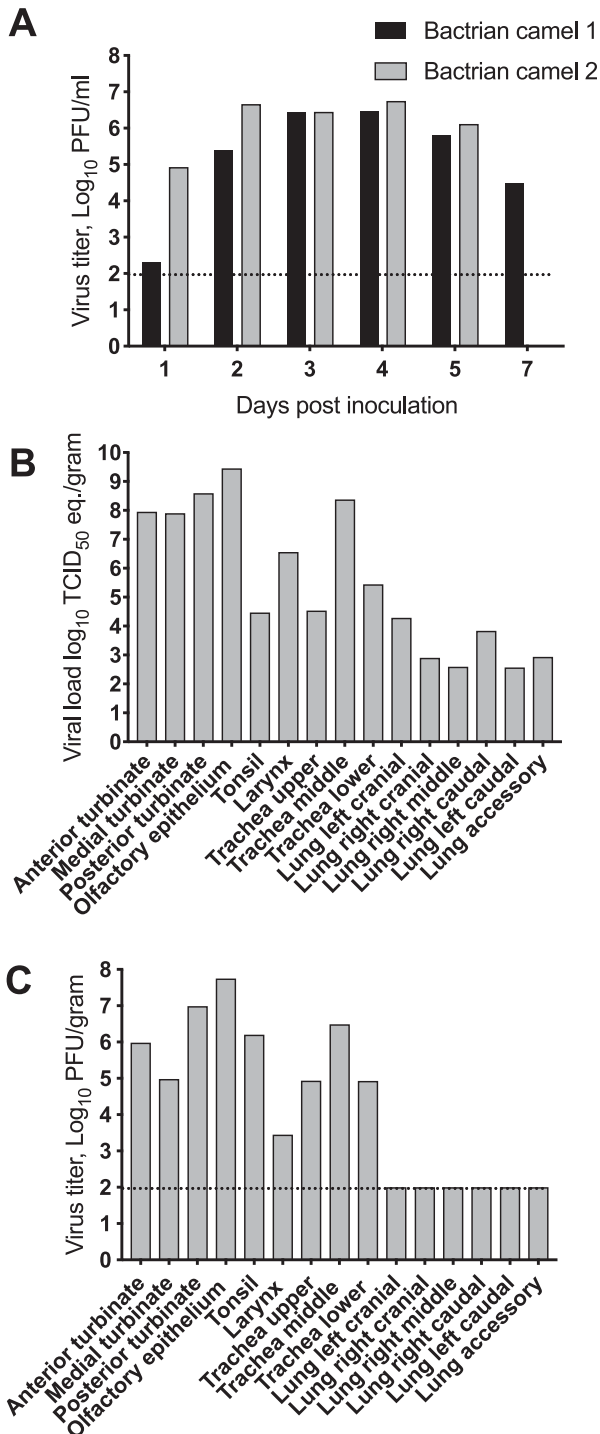 A
Bactrian camel 1
Bactrian camel 2
Virus titer, Log10 PFU/ml
8
7
6
5
4
3
2
1
0
1 2 3 4 5 7
Days post inoculation
B
Viral load log10 TCID50 eq./gram
10
9
8
7
6
5
4
3
2
1
0
Anterior turbinate
Medial turbinate
Posterior turbinate
Olfactory epithelium
Tonsil
Larynx
Trachea upper
Trachea middle
Trachea lower
Lung left cranial
Lung right cranial
Lung right middle
Lung right caudal
Lung left caudal
Lung accessory
C
Virus titer, Log10 PFU/gram
8
7
6
5
4
3
2
1
0
Anterior turbinate
Medial turbinate
Posterior turbinate
Olfactory epithelium
Tonsil
Larynx
Trachea upper
Trachea middle
Trachea lower
Lung left cranial
Lung right cranial
Lung right middle
Lung right caudal
Lung left caudal
Lung accessory